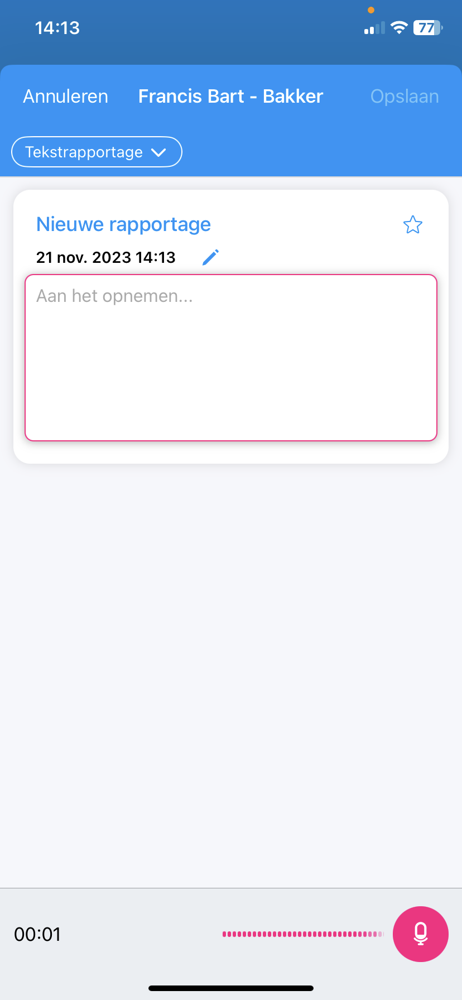 14:13
77
Annuleren Francis Bart - Bakker Opslaan
Tekstrapportage
Nieuwe rapportage
21 nov. 2023 14:13
Aan het opnemen...
00:01